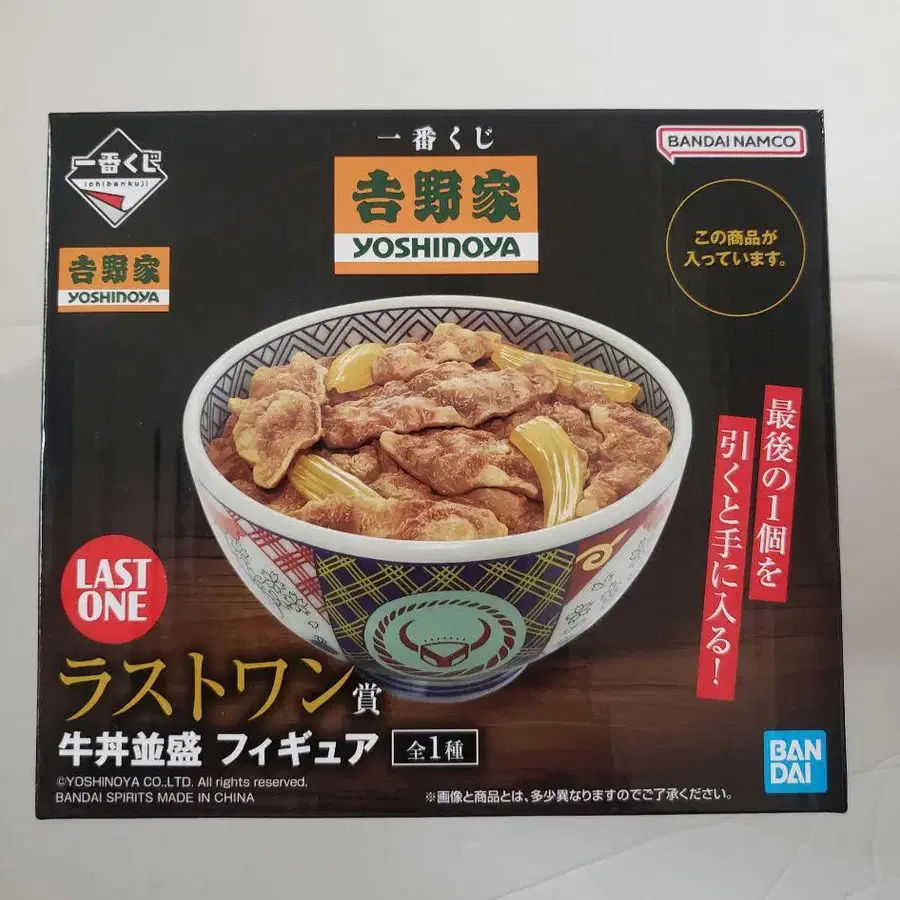 一番くじ
ichibankuji
吉野家
YOSHINOYA
一番くじ
吉野家
YOSHINOYA
BANDAI NAMCO
この商品が
入っています。
最後の1個を
引くと手に入る!
LAST
ONE
ラストワン賞
牛丼並盛 フィギュア 全1種
©YOSHINOYA CO.,LTD. All rights reserved.
BANDAI SPIRITS MADE IN CHINA
※画像と商品とは、多少異なりますのでご了承ください。
BAN
DAI